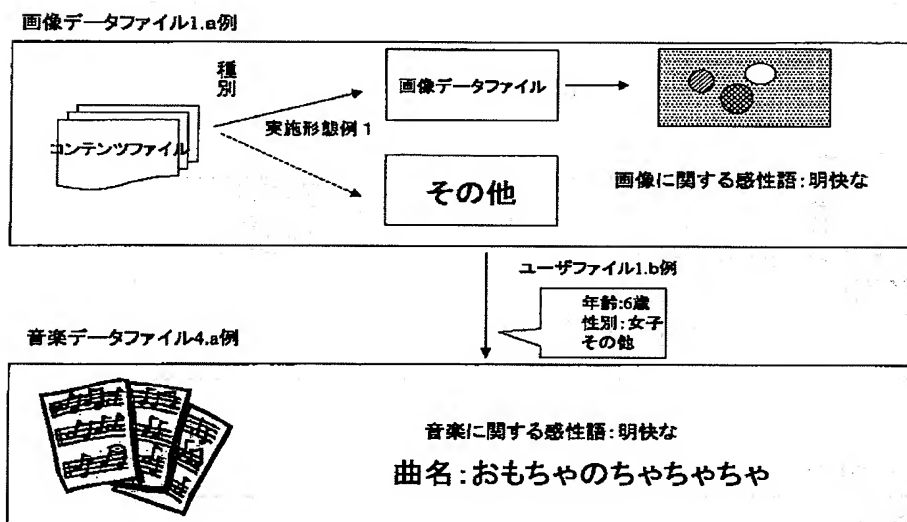 画像データファイル1.a例
種別
コンテンツファイル
実施形態例1
画像データファイル
その他
画像に関する感性語:明快な
ユーザファイル1.b例
年齢:6歳
性別:女子
その他
音楽データファイル4.a例
音楽に関する感性語:明快な
曲名:おもちゃのちゃちゃちゃ